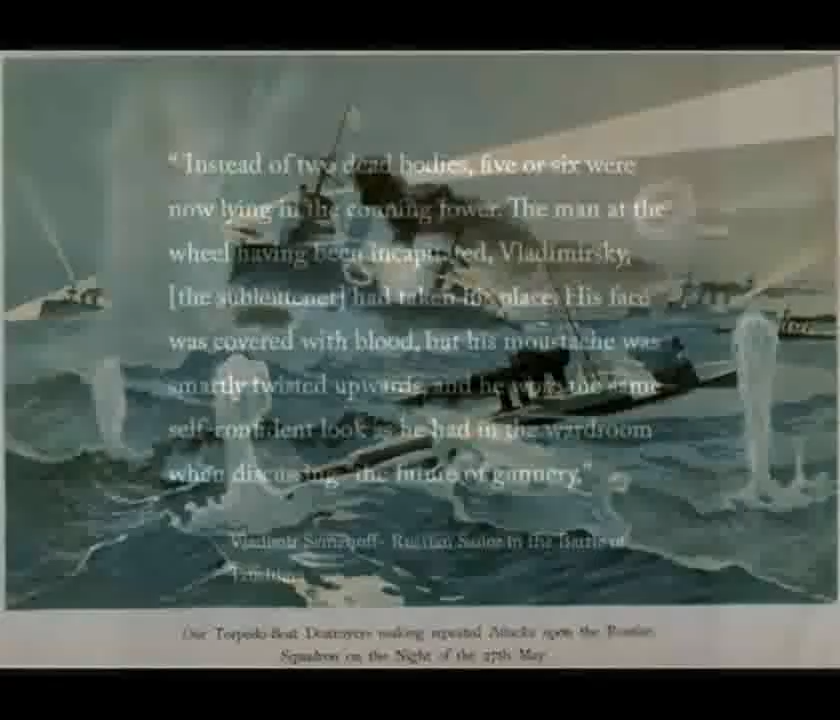 "Instead of two dead bodies, five or six were
now lying in the conning tower. The man at the
wheel having been incapacitated, Vladimirsky,
[the subleiutenet] had taken his place. His face
was covered with blood, but his moustache was
smartly twisted upwards, and he wore the same
self-confident look as he had in the wardroom
when discussing the future of gunnery."
Vladimir Semenoff- Russian Sailor in the Battle of
Our Torpedo-Boat Destroyers making repeated Attacks upon the Russian
Squadron on the Night of the 27th May